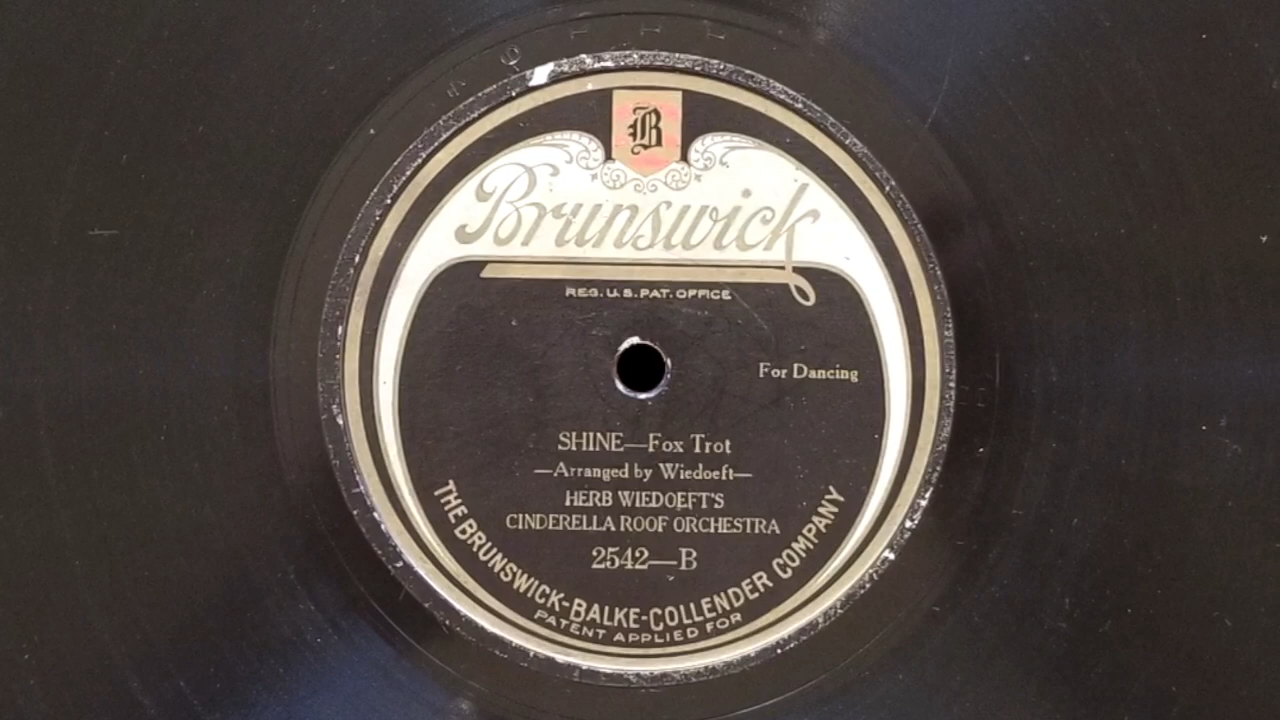 B
Brunswick
REG. U.S. PAT. OFFICE
For Dancing
SHINE—Fox Trot
—Arranged by Wiedoeft—
HERB WIEDOEFT'S
CINDERELLA ROOF ORCHESTRA
2542—B
THE BRUNSWICK-BALKE-COLLENDER COMPANY
PATENT APPLIED FOR